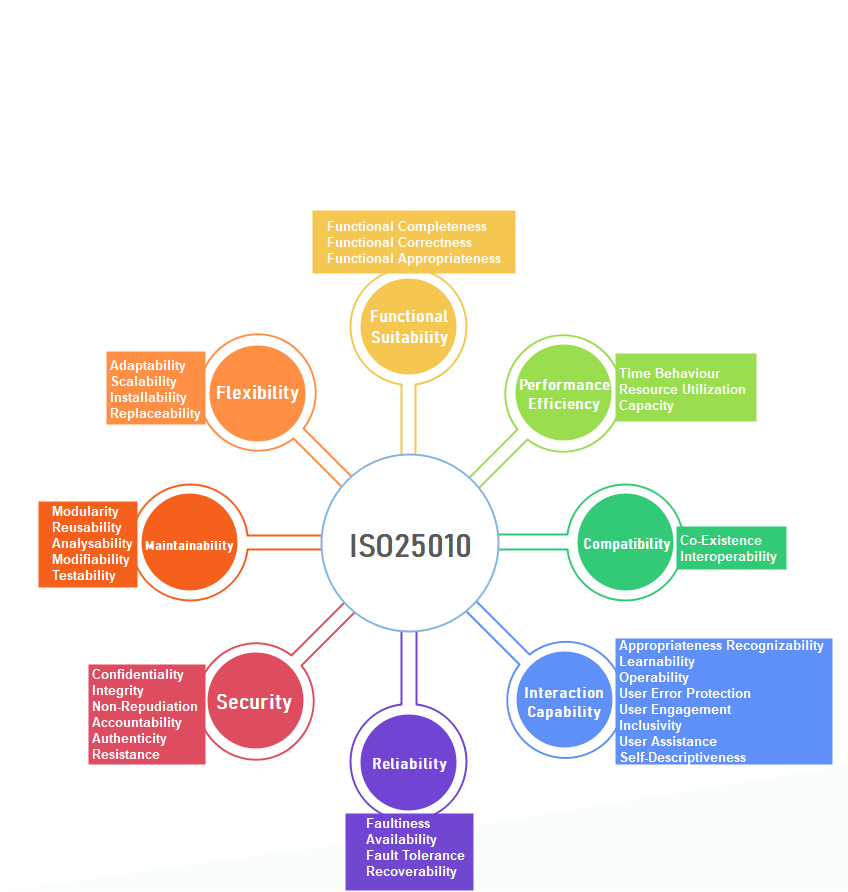 Functional Completeness
Functional Correctness
Functional Appropriateness
Functional
Suitability
Adaptability
Scalability
Installability
Replaceability
Flexibility
Performance
Efficiency
Time Behaviour
Resource Utilization
Capacity
Modularity
Reusability
Analysability
Modifiability
Testability
Maintainability
ISO25010
Compatibility
Co-Existence
Interoperability
Confidentiality
Integrity
Non-Repudiation
Accountability
Authenticity
Resistance
Security
Interaction
Capability
Appropriateness Recognizability
Learnability
Operability
User Error Protection
User Engagement
Inclusivity
User Assistance
Self-Descriptiveness
Reliability
Faultiness
Availability
Fault Tolerance
Recoverability